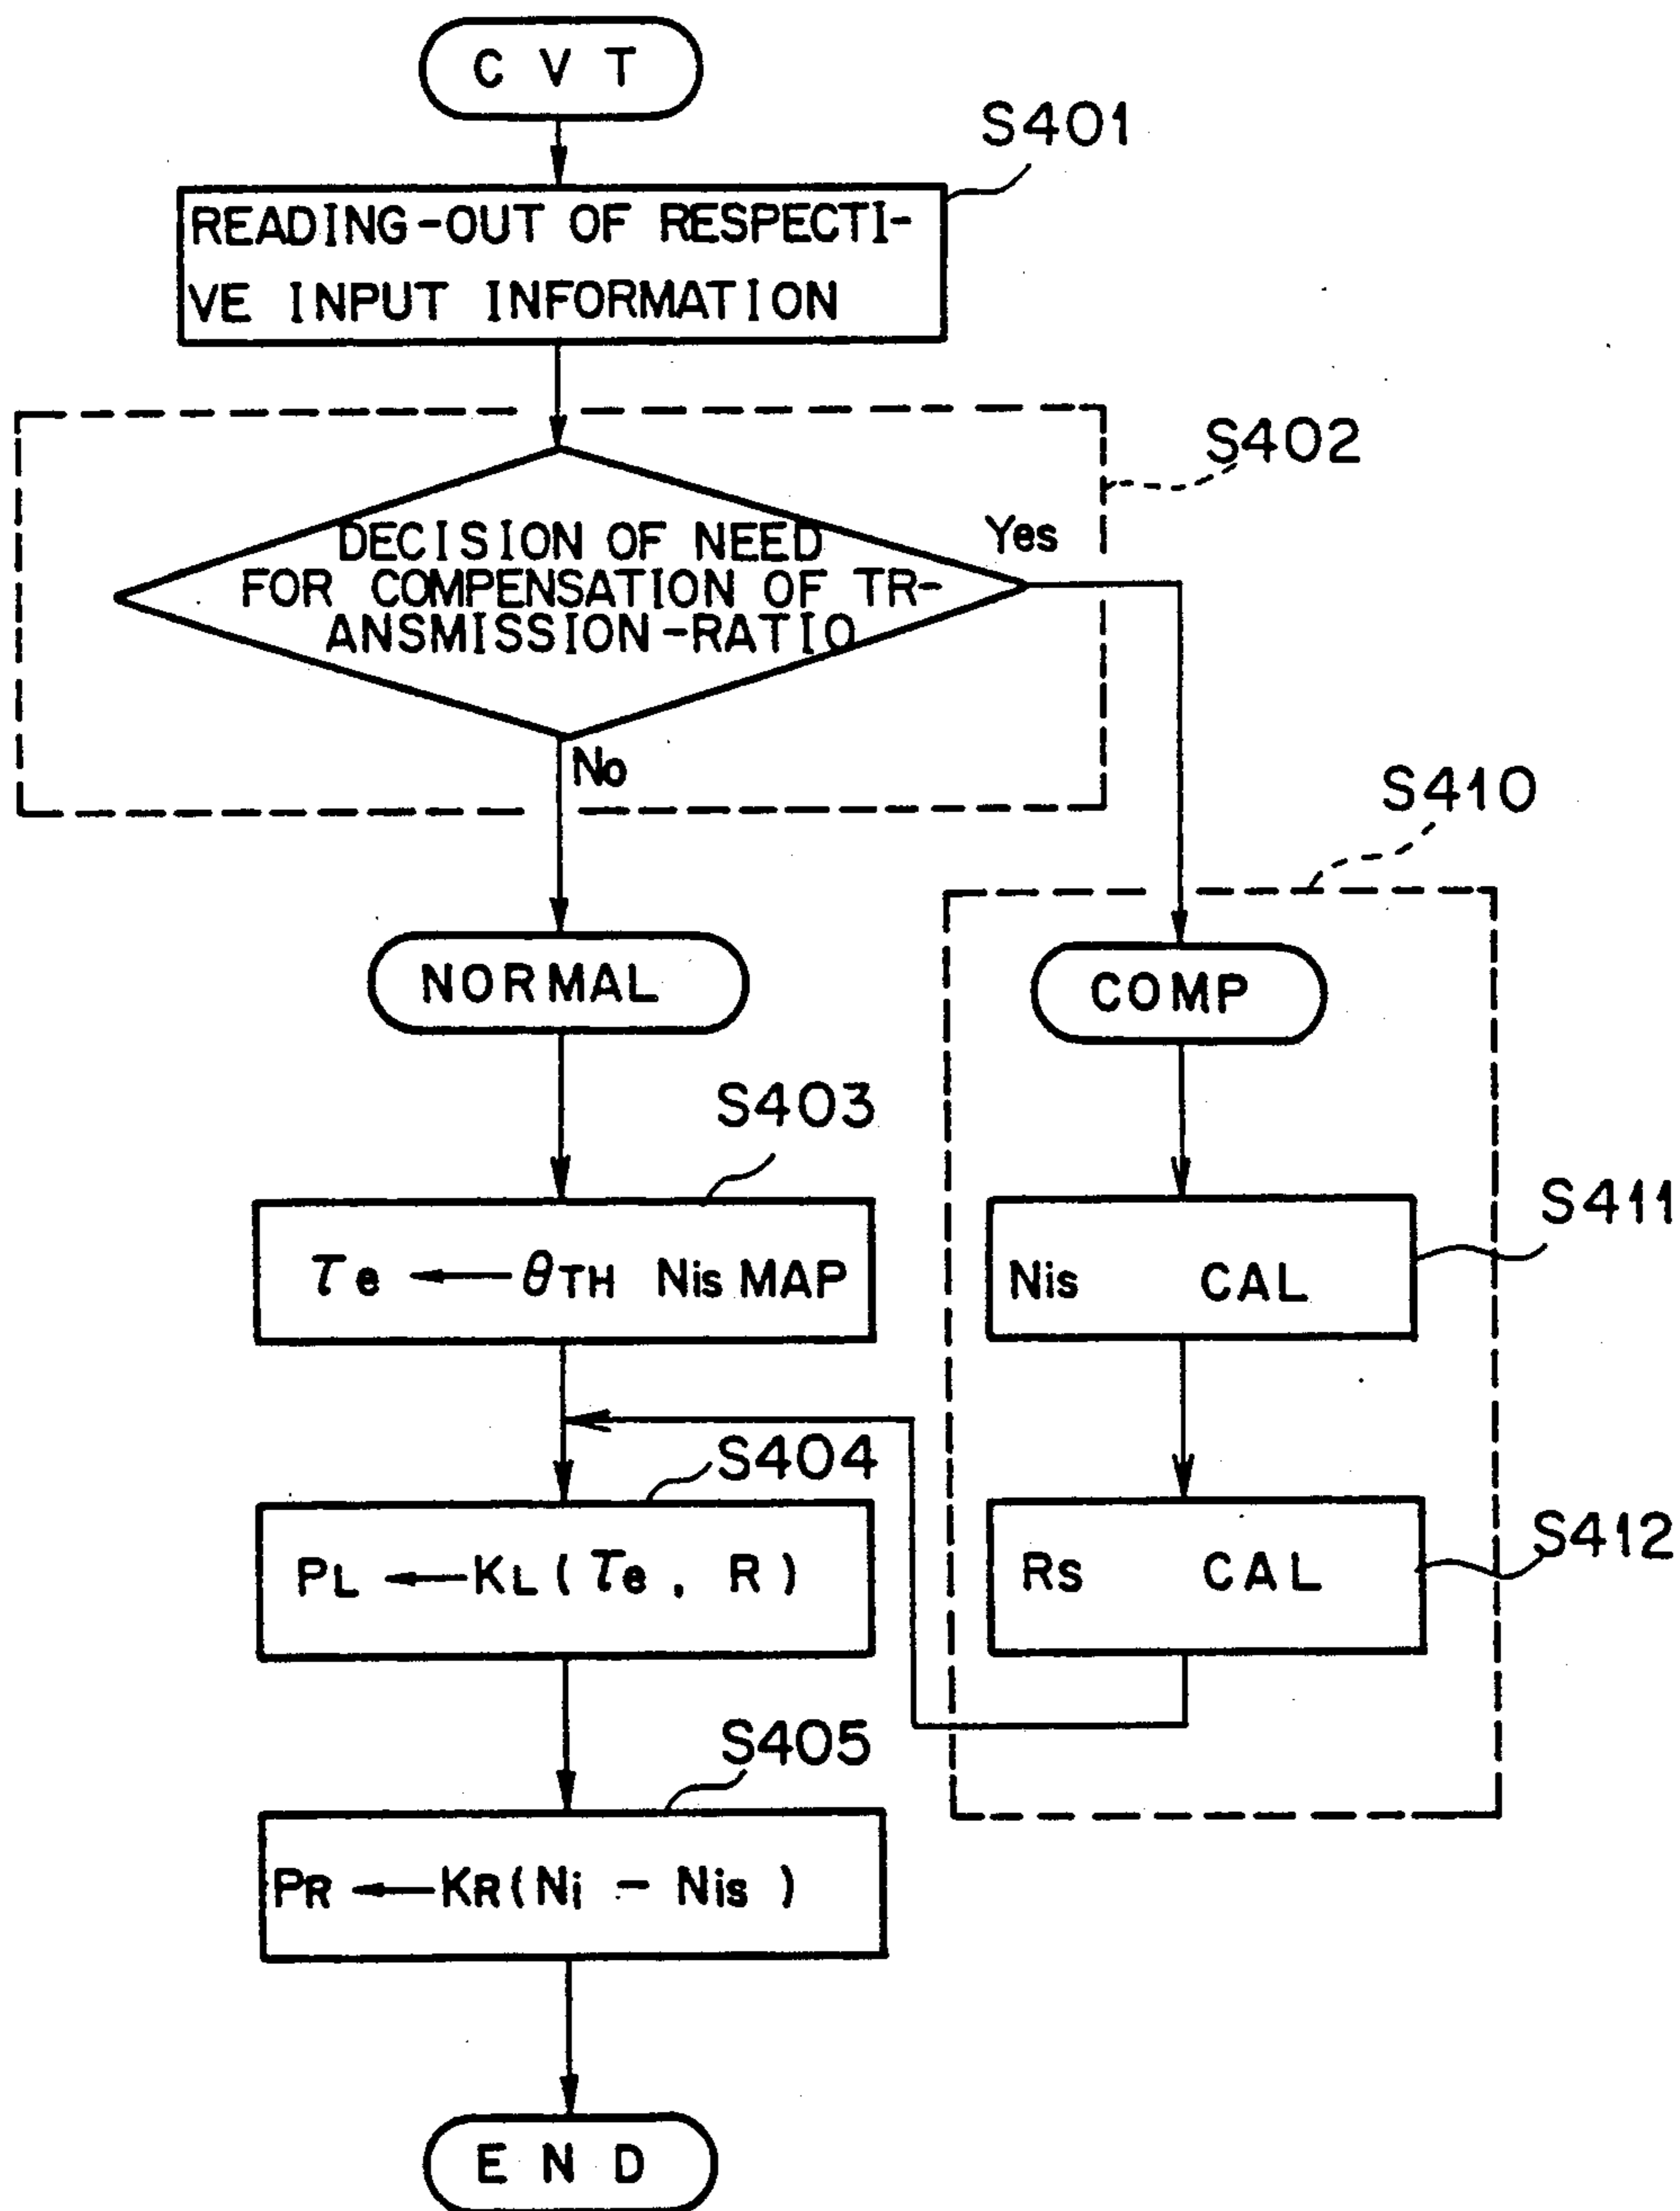 C V T
S401
READING-OUT OF RESPECTI-
VE INPUT INFORMATION
S402
DECISION OF NEED
FOR COMPENSATION OF TR-
ANSMISSION-RATIO
Yes
No
S410
NORMAL
COMP
S403
τe ← θTH Nis MAP
S411
Nis CAL
S404
PL ← KL ( τe , R )
S412
Rs CAL
S405
PR ← KR ( Ni - Nis )
E N D